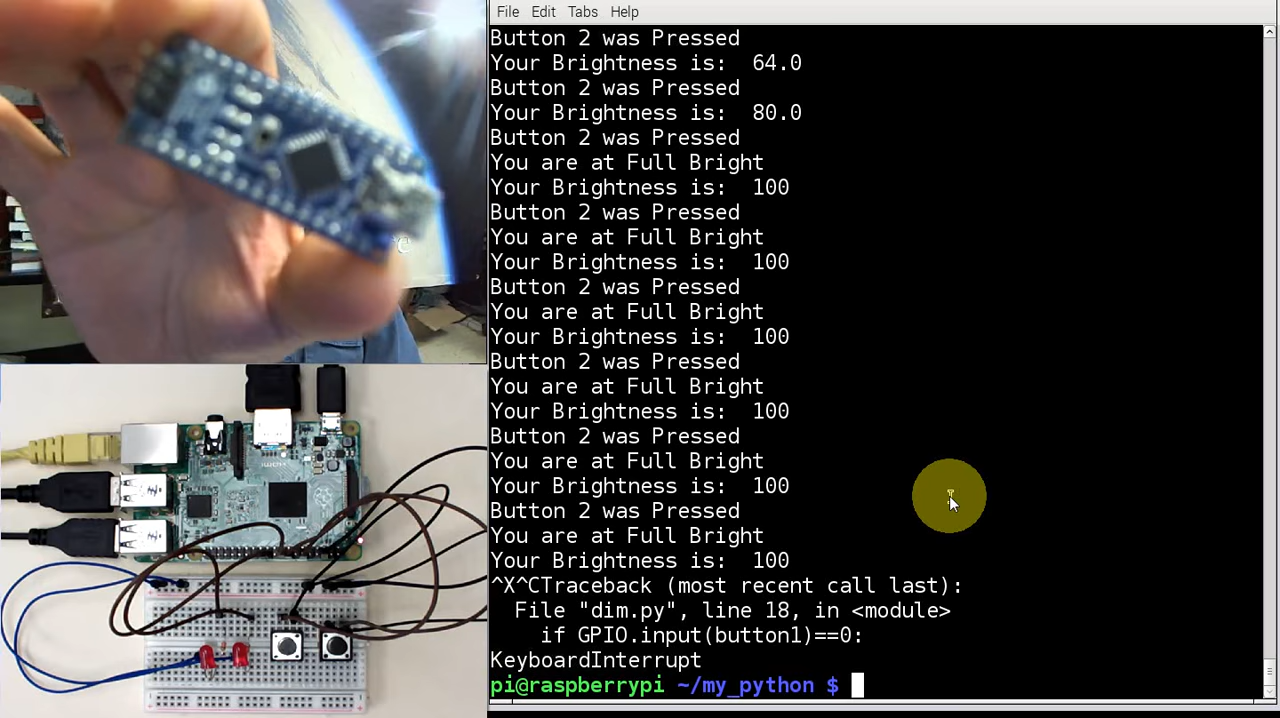 File Edit Tabs Help
Button 2 was Pressed
Your Brightness is:  64.0
Button 2 was Pressed
Your Brightness is:  80.0
Button 2 was Pressed
You are at Full Bright
Your Brightness is:  100
Button 2 was Pressed
You are at Full Bright
Your Brightness is:  100
Button 2 was Pressed
You are at Full Bright
Your Brightness is:  100
Button 2 was Pressed
You are at Full Bright
Your Brightness is:  100
Button 2 was Pressed
You are at Full Bright
Your Brightness is:  100
Button 2 was Pressed
You are at Full Bright
Your Brightness is:  100
^X^CTraceback (most recent call last):
  File "dim.py", line 18, in <module>
    if GPIO.input(button1)==0:
KeyboardInterrupt
pi@raspberrypi ~/my_python $